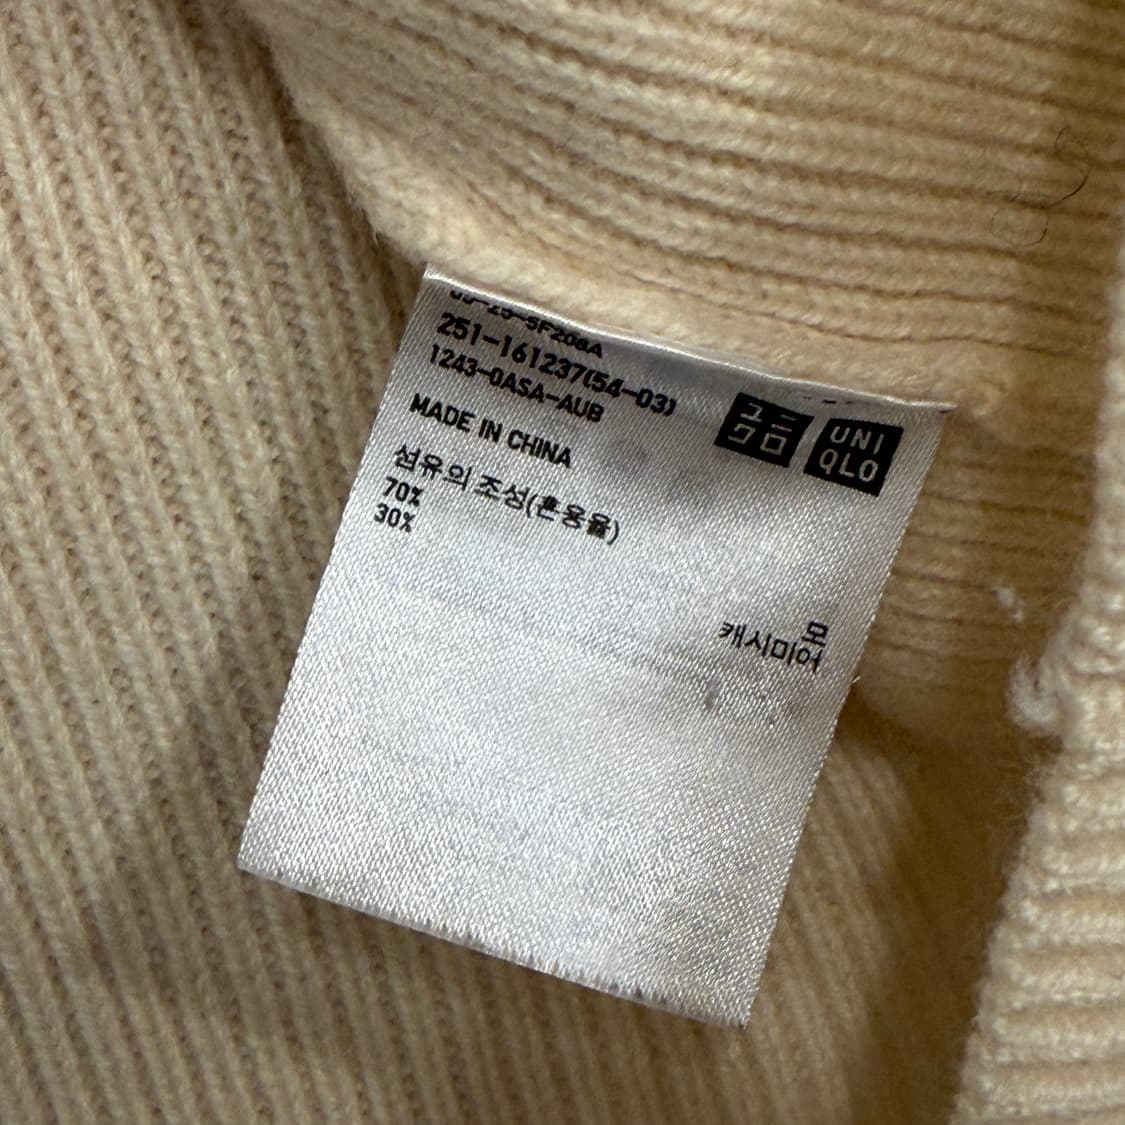 251-161237(54-03)
1243-0ASA-AUB
MADE IN CHINA
ユニ
クロ
UNI
QLO
섬유의 조성(혼용율)
70% 모
30% 캐시미어